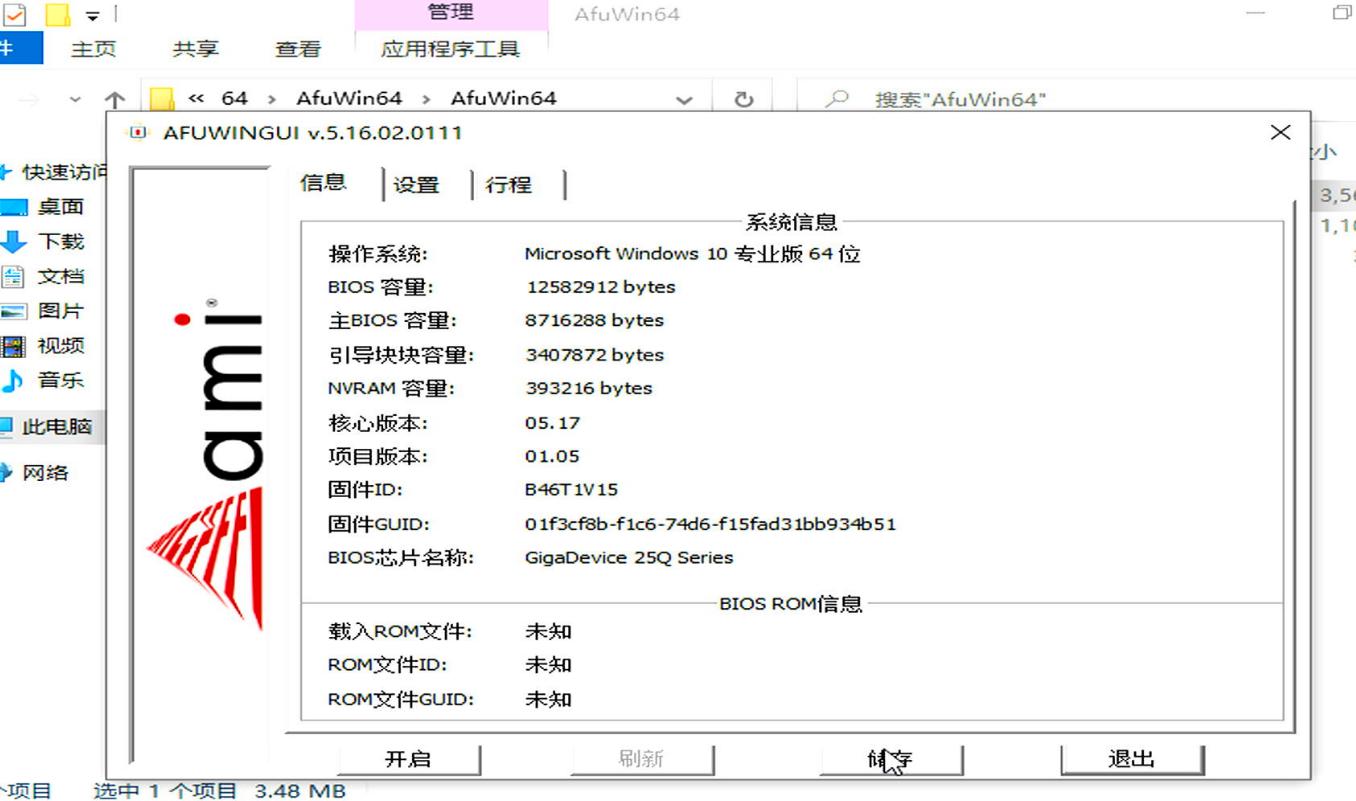 管理 AfuWin64
件 主页 共享 查看 应用程序工具
« 64 › AfuWin64 › AfuWin64 搜索"AfuWin64"
AFUWINGUI v.5.16.02.0111
快速访问
桌面
下载
文档
图片
视频
音乐
此电脑
网络
ami®
信息 设置 行程
系统信息
操作系统: Microsoft Windows 10 专业版 64 位
BIOS 容量: 12582912 bytes
主BIOS 容量: 8716288 bytes
引导块块容量: 3407872 bytes
NVRAM 容量: 393216 bytes
核心版本: 05.17
项目版本: 01.05
固件ID: B46T1V15
固件GUID: 01f3cf8b-f1c6-74d6-f15fad31bb934b51
BIOS芯片名称: GigaDevice 25Q Series
BIOS ROM信息
载入ROM文件: 未知
ROM文件ID: 未知
ROM文件GUID: 未知
开启 刷新 储存 退出
个项目 选中 1 个项目 3.48 MB